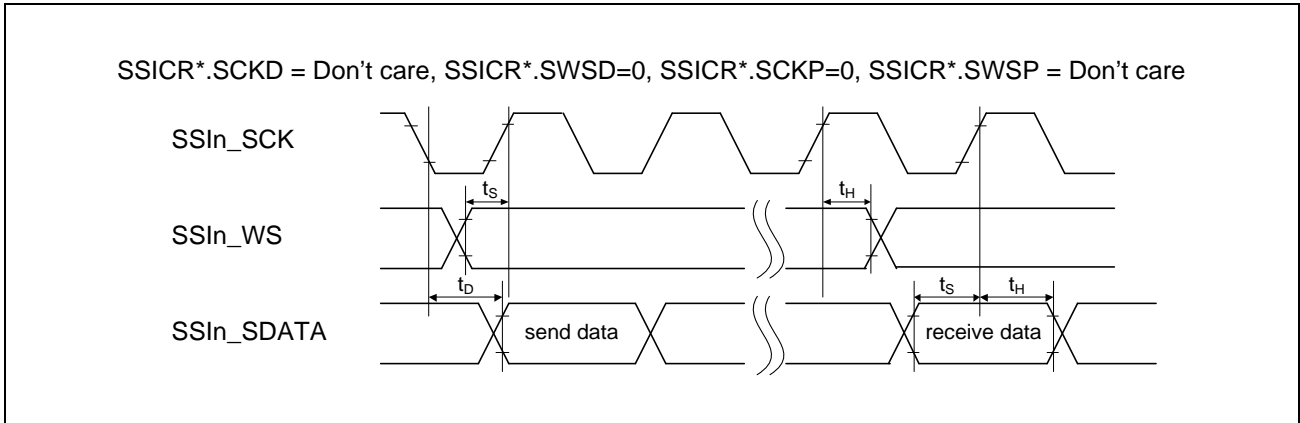 SSICR*.SCKD = Don't care, SSICR*.SWSD=0, SSICR*.SCKP=0, SSICR*.SWSP = Don't care
SSIn_SCK
tS
tH
SSIn_WS
tD
tS
tH
SSIn_SDATA
send data
receive data